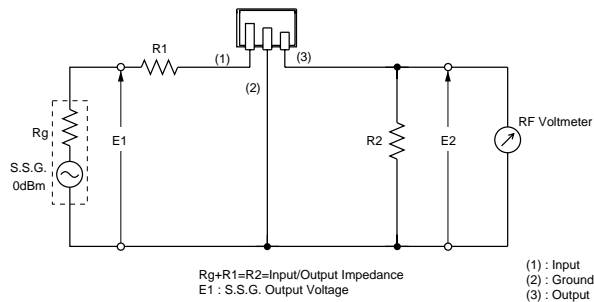 R1
(1)
(3)
(2)
Rg
E1
R2
E2
RF Voltmeter
S.S.G.
0dBm
Rg+R1=R2=Input/Output Impedance
E1 : S.S.G. Output Voltage
(1) : Input
(2) : Ground
(3) : Output